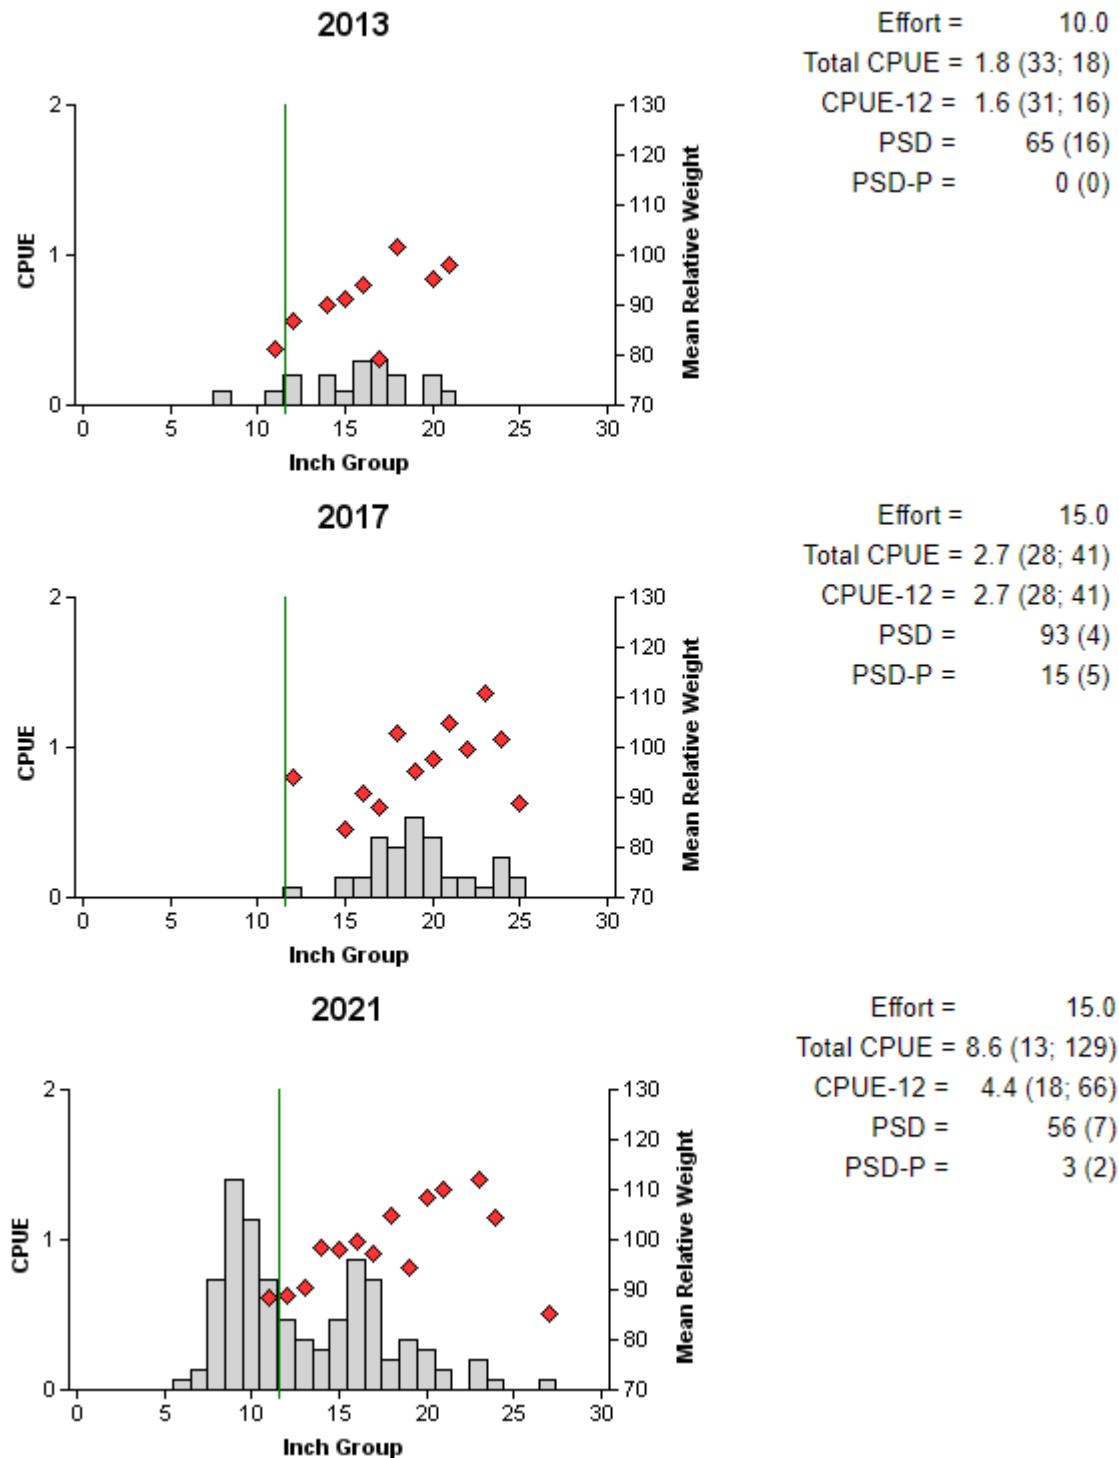 2013
Effort = 10.0
Total CPUE = 1.8 (33; 18)
CPUE-12 = 1.6 (31; 16)
PSD = 65 (16)
PSD-P = 0 (0)
2
1
0
CPUE
130
120
110
100
90
80
70
Mean Relative Weight
0 5 10 15 20 25 30
Inch Group
2017
Effort = 15.0
Total CPUE = 2.7 (28; 41)
CPUE-12 = 2.7 (28; 41)
PSD = 93 (4)
PSD-P = 15 (5)
2
1
0
CPUE
130
120
110
100
90
80
70
Mean Relative Weight
0 5 10 15 20 25 30
Inch Group
2021
Effort = 15.0
Total CPUE = 8.6 (13; 129)
CPUE-12 = 4.4 (18; 66)
PSD = 56 (7)
PSD-P = 3 (2)
2
1
0
CPUE
130
120
110
100
90
80
70
Mean Relative Weight
0 5 10 15 20 25 30
Inch Group